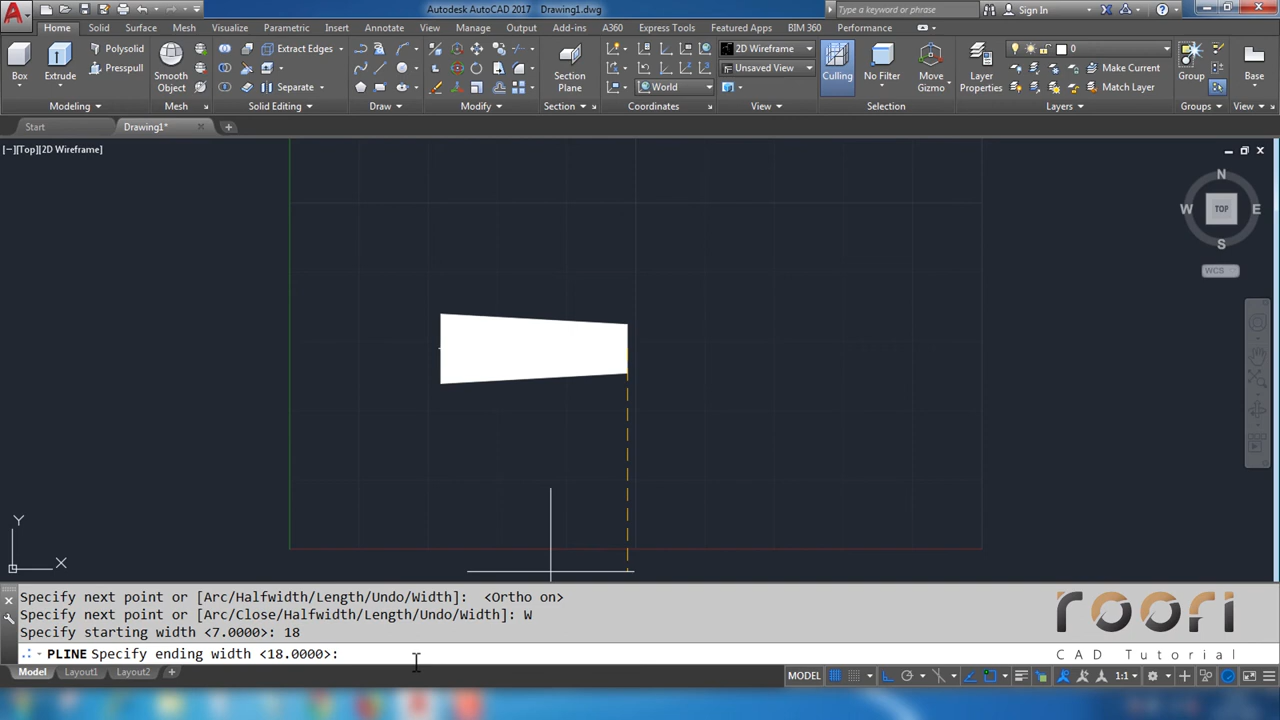 Autodesk AutoCAD 2017 Drawing1.dwg
Type a keyword or phrase
Sign In
Home Solid Surface Mesh Visualize Parametric Insert Annotate View Manage Output Add-ins A360 Express Tools Featured Apps BIM 360 Performance
Box
Extrude
Polysolid
Presspull
Smooth Object
Extract Edges
Separate
Section Plane
World
2D Wireframe
Unsaved View
Culling
No Filter
Move Gizmo
Layer Properties
0
Make Current
Match Layer
Group
Base
Modeling Mesh Solid Editing Draw Modify Section Coordinates View Selection Layers Groups
Start Drawing1*
[−][Top][2D Wireframe]
N
W TOP E
S
WCS
Y
X
Specify next point or [Arc/Halfwidth/Length/Undo/Width]: <Ortho on>
Specify next point or [Arc/Close/Halfwidth/Length/Undo/Width]: W
Specify starting width <7.0000>: 18
PLINE Specify ending width <18.0000>:
roofi
CAD Tutorial
Model Layout1 Layout2
MODEL
1:1